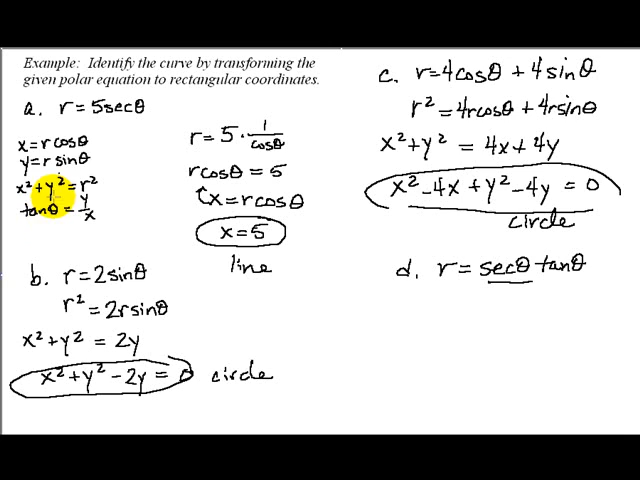 Example: Identify the curve by transforming the
given polar equation to rectangular coordinates.
a. r = 5secθ
x = r cosθ
y = r sinθ
x² + y² = r²
tanθ = y/x
r = 5 · 1/cosθ
r cosθ = 5
x = r cosθ
x = 5
line
b. r = 2sinθ
r² = 2rsinθ
x² + y² = 2y
x² + y² - 2y = 0 circle
c. r = 4cosθ + 4sinθ
r² = 4rcosθ + 4rsinθ
x² + y² = 4x + 4y
x² - 4x + y² - 4y = 0
circle
d. r = secθ tanθ